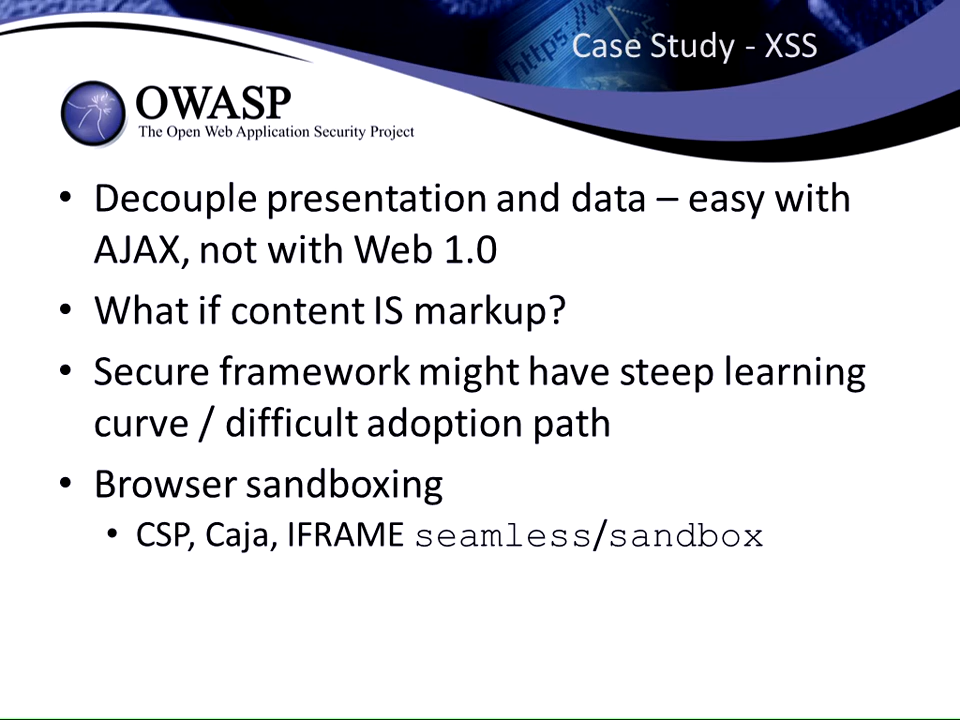 https:
Case Study - XSS
OWASP
The Open Web Application Security Project
• Decouple presentation and data – easy with
AJAX, not with Web 1.0
• What if content IS markup?
• Secure framework might have steep learning
curve / difficult adoption path
• Browser sandboxing
• CSP, Caja, IFRAME seamless/sandbox